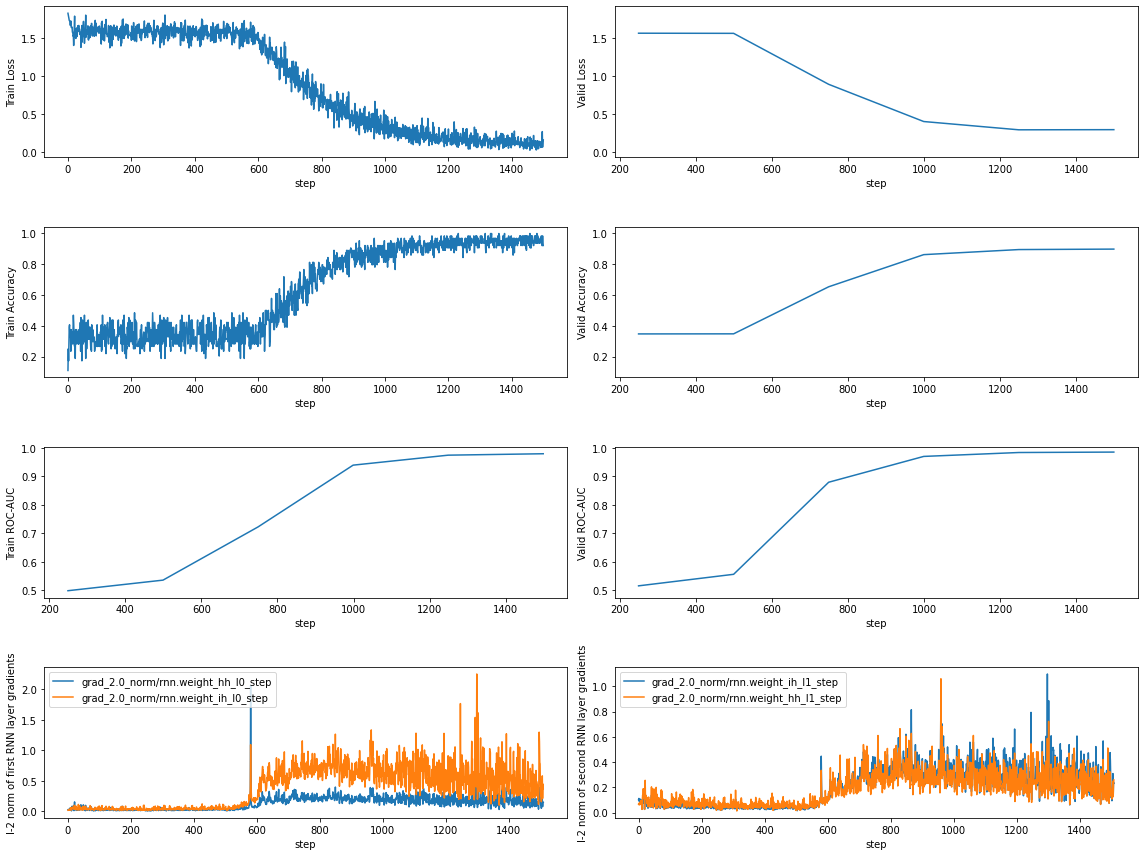 Train Loss
1.5
1.0
0.5
0.0
0 200 400 600 800 1000 1200 1400
step
Valid Loss
1.5
1.0
0.5
0.0
200 400 600 800 1000 1200 1400
step
Train Accuracy
1.0
0.8
0.6
0.4
0.2
0 200 400 600 800 1000 1200 1400
step
Valid Accuracy
1.0
0.8
0.6
0.4
0.2
200 400 600 800 1000 1200 1400
step
Train ROC-AUC
1.0
0.9
0.8
0.7
0.6
0.5
200 400 600 800 1000 1200 1400
step
Valid ROC-AUC
1.0
0.9
0.8
0.7
0.6
0.5
200 400 600 800 1000 1200 1400
step
l-2 norm of first RNN layer gradients
grad_2.0_norm/rnn.weight_hh_l0_step
grad_2.0_norm/rnn.weight_ih_l0_step
2.0
1.5
1.0
0.5
0.0
0 200 400 600 800 1000 1200 1400
step
l-2 norm of second RNN layer gradients
grad_2.0_norm/rnn.weight_ih_l1_step
grad_2.0_norm/rnn.weight_hh_l1_step
1.0
0.8
0.6
0.4
0.2
0.0
0 200 400 600 800 1000 1200 1400
step